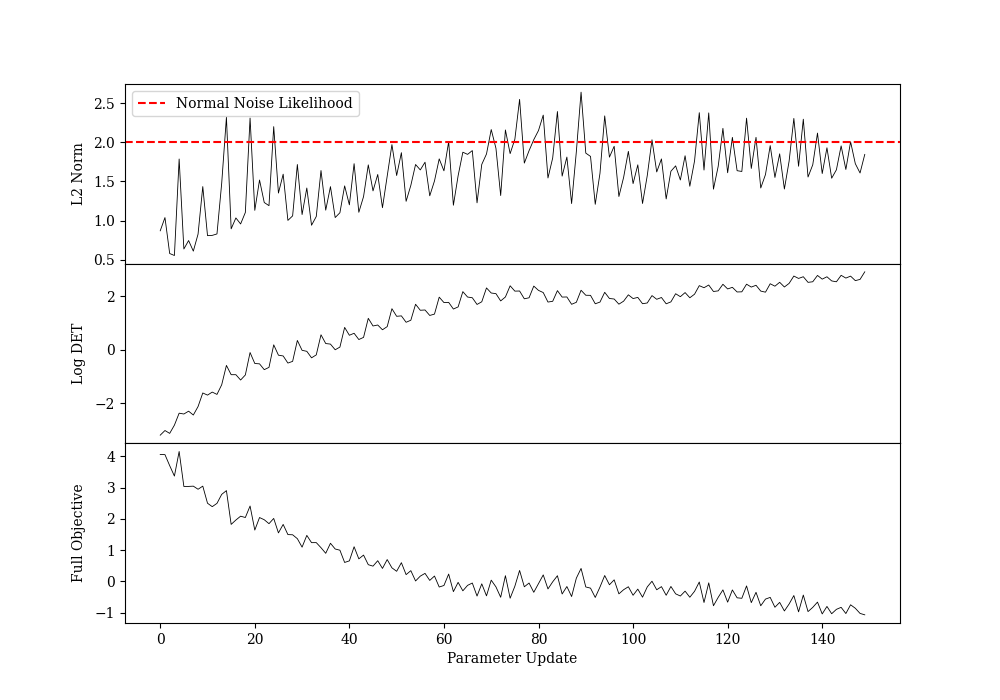 Normal Noise Likelihood
2.5
2.0
1.5
1.0
0.5
L2 Norm
2
0
−2
Log DET
4
3
2
1
0
−1
Full Objective
0 20 40 60 80 100 120 140
Parameter Update